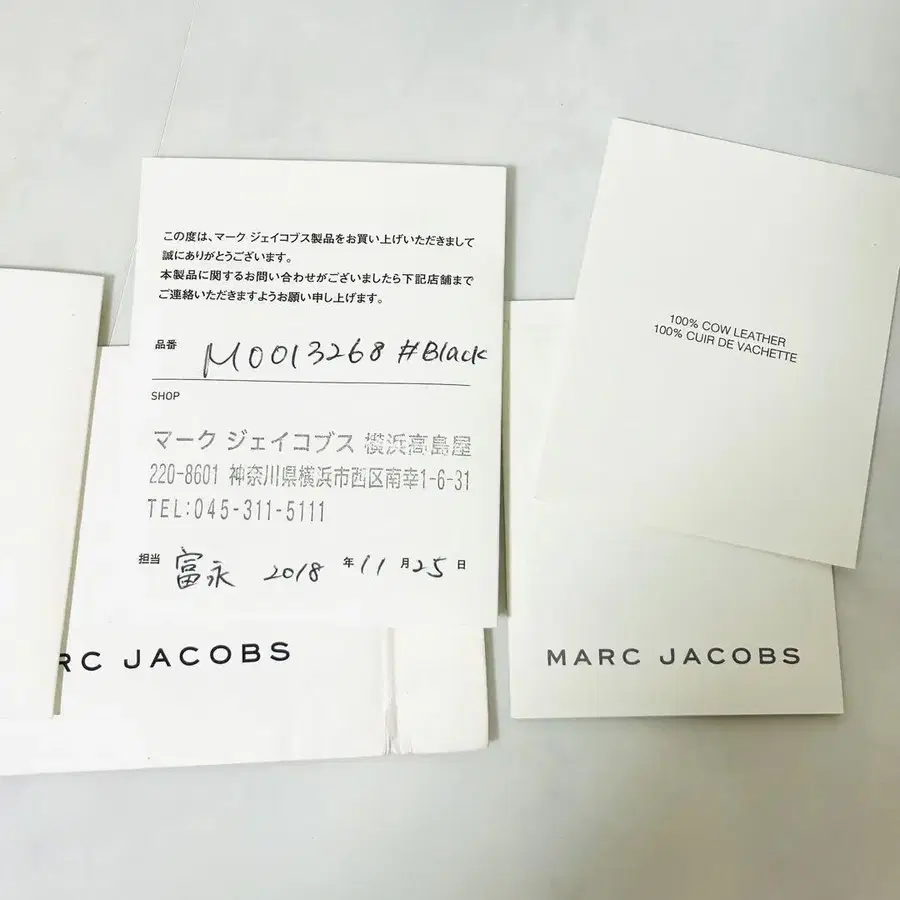 この度は、マーク ジェイコブス製品をお買い上げいただきまして
誠にありがとうございます。
本製品に関するお問い合わせがございましたら下記店舗まで
ご連絡いただきますようお願い申し上げます。
品番 M0013268 #Black
SHOP
マーク ジェイコブス 横浜高島屋
220-8601 神奈川県横浜市西区南幸1-6-31
TEL:045-311-5111
担当 富永 2018 年 11 月 25 日
RC JACOBS
100% COW LEATHER
100% CUIR DE VACHETTE
MARC JACOBS